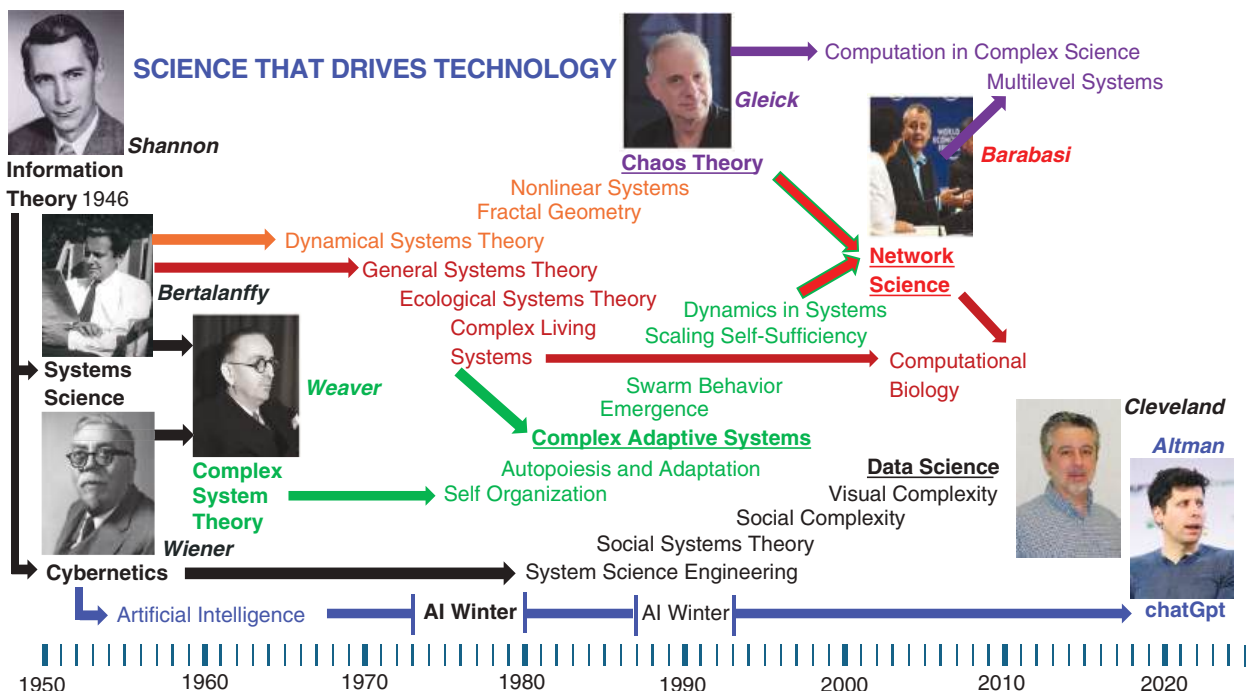 SCIENCE THAT DRIVES TECHNOLOGY
Shannon
Information
Theory 1946
Gleick
Chaos Theory
Computation in Complex Science
Multilevel Systems
WORLD
Barabasi
Nonlinear Systems
Fractal Geometry
Dynamical Systems Theory
General Systems Theory
Ecological Systems Theory
Complex Living
Systems
Bertalanffy
Systems
Science
Network
Science
Dynamics in Systems
Scaling Self-Sufficiency
Computational
Biology
Weaver
Complex
System
Theory
Swarm Behavior
Emergence
Complex Adaptive Systems
Autopoiesis and Adaptation
Self Organization
Cleveland
Altman
Data Science
Visual Complexity
Social Complexity
Social Systems Theory
System Science Engineering
Wiener
Cybernetics
Artificial Intelligence
AI Winter
AI Winter
chatGpt
1950 1960 1970 1980 1990 2000 2010 2020